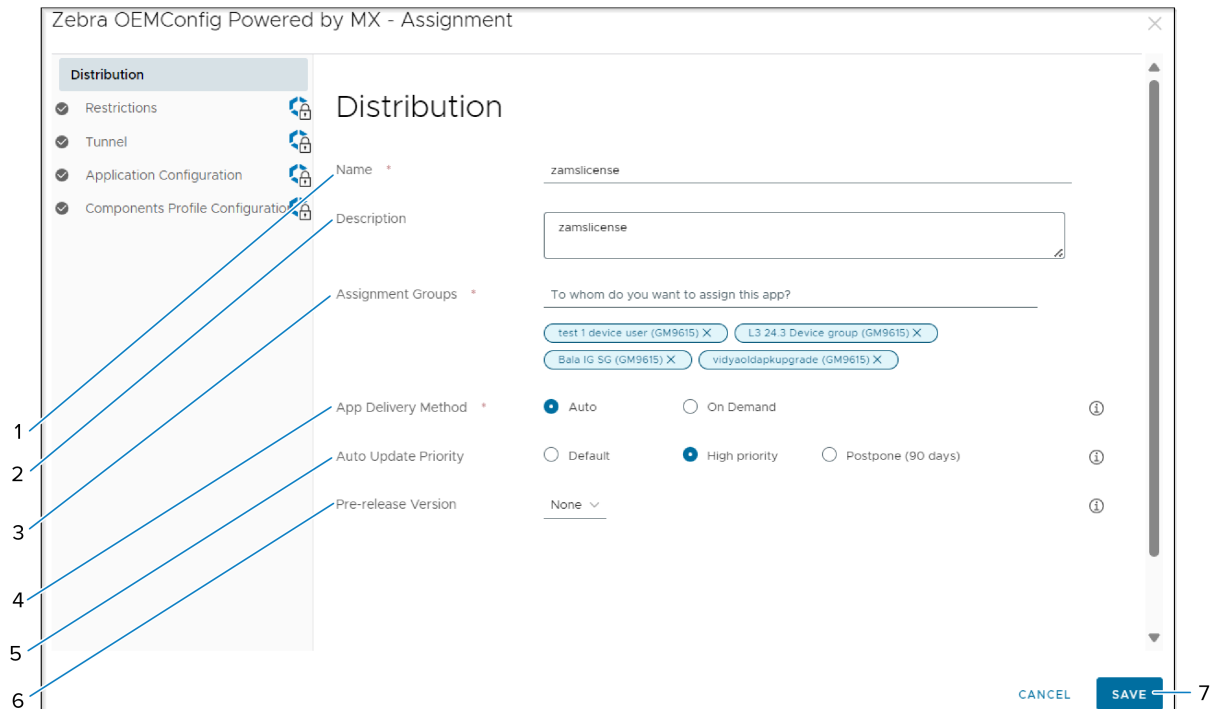 Zebra OEMConfig Powered by MX - Assignment
Distribution
Restrictions
Tunnel
Application Configuration
Components Profile Configuratio
Distribution
Name * zamslicense
Description zamslicense
Assignment Groups * To whom do you want to assign this app?
test 1 device user (GM9615) X L3 24.3 Device group (GM9615) X
Bala IG SG (GM9615) X vidyaoldapkupgrade (GM9615) X
App Delivery Method * Auto On Demand
Auto Update Priority Default High priority Postpone (90 days)
Pre-release Version None
1
2
3
4
5
6
CANCEL SAVE 7